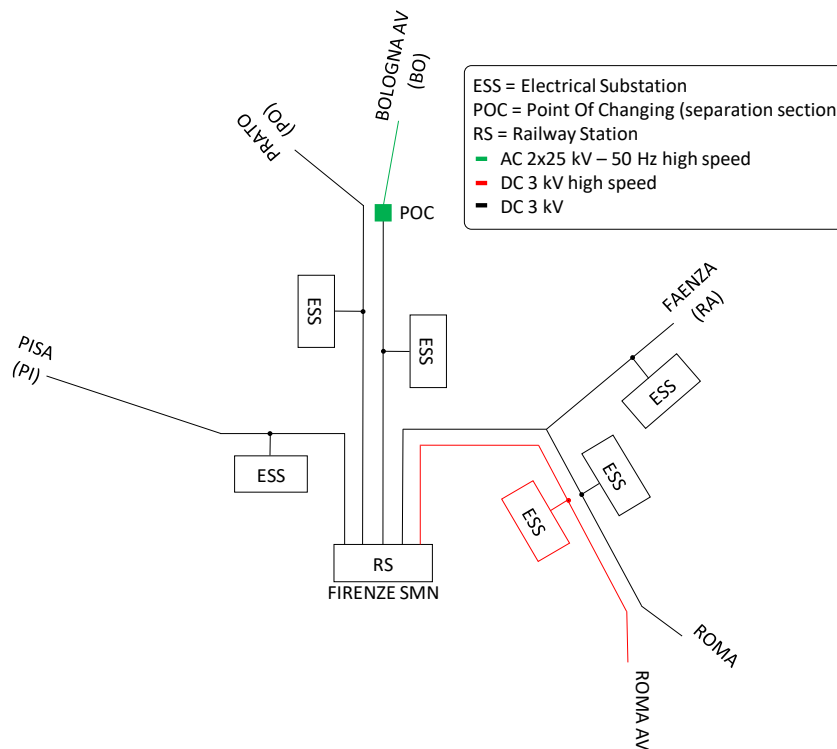 BOLOGNA AV
(BO)
PRATO
(PO)
ESS = Electrical Substation
POC = Point Of Changing (separation section
RS = Railway Station
AC 2x25 kV – 50 Hz high speed
DC 3 kV high speed
DC 3 kV
POC
ESS
ESS
FAENZA
(RA)
PISA
(PI)
ESS
ESS
ESS
ESS
RS
FIRENZE SMN
ROMA
ROMA AV